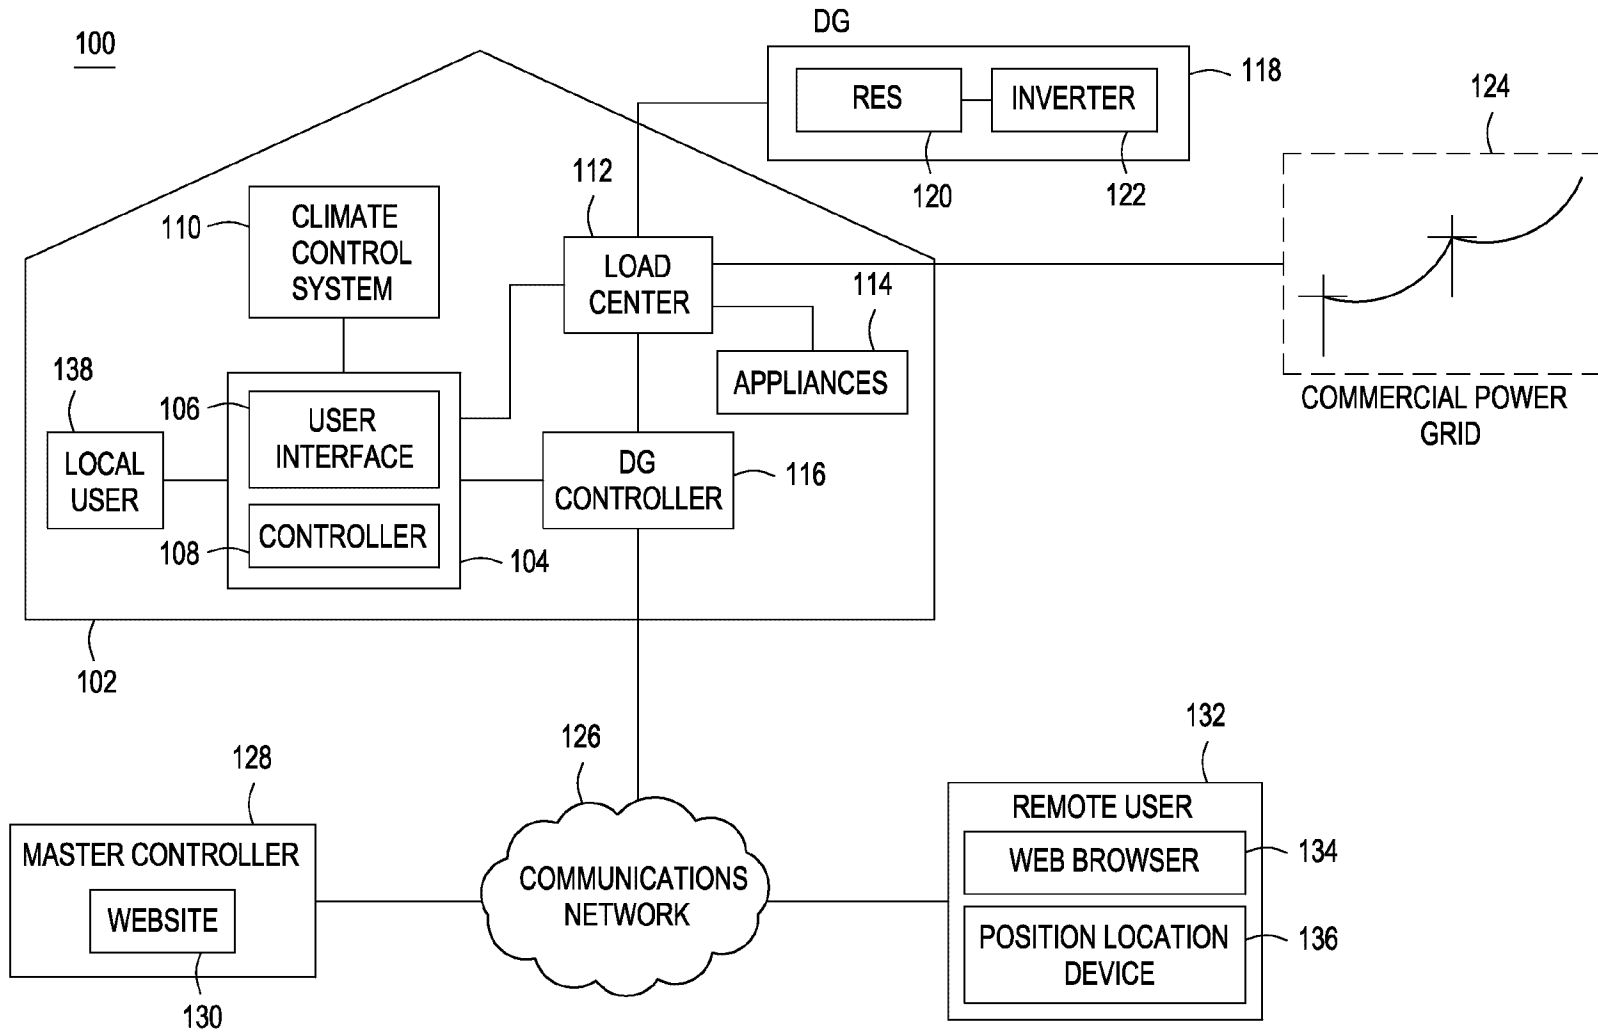 100
DG
118
RES
INVERTER
120
122
124
COMMERCIAL POWER
GRID
112
LOAD
CENTER
110
CLIMATE
CONTROL
SYSTEM
114
APPLIANCES
138
LOCAL
USER
106
USER
INTERFACE
108
CONTROLLER
104
DG
CONTROLLER
116
102
126
COMMUNICATIONS
NETWORK
128
MASTER CONTROLLER
WEBSITE
130
132
REMOTE USER
WEB BROWSER
134
POSITION LOCATION
DEVICE
136